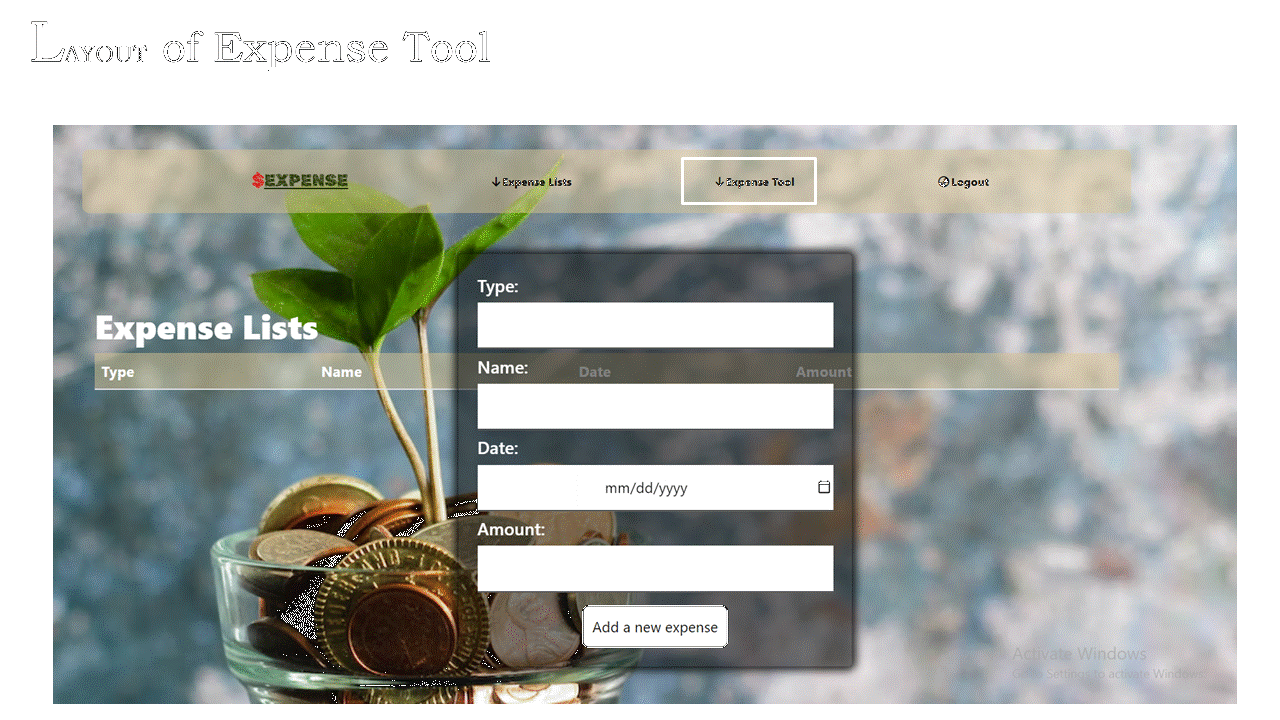 Layout of Expense Tool
$EXPENSE Expense Lists Expense Tool Logout
Type:
Expense Lists
Name:
Type Name Date Amount
Date:
mm/dd/yyyy
Amount:
Add a new expense
Activate Windows
Go to Settings to activate Windows.